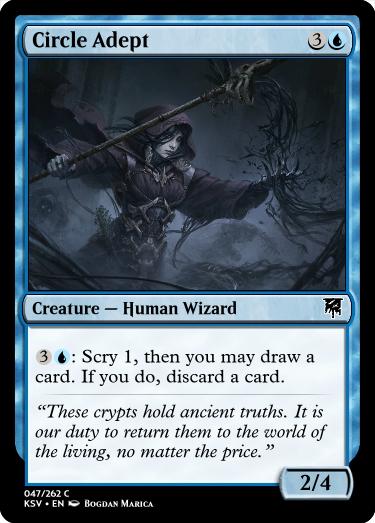 Circle Adept 3
Creature — Human Wizard
3: Scry 1, then you may draw a
card. If you do, discard a card.
“These crypts hold ancient truths. It is
our duty to return them to the world of
the living, no matter the price.”
2/4
047/262 C
KSV • EN Bogdan Marica